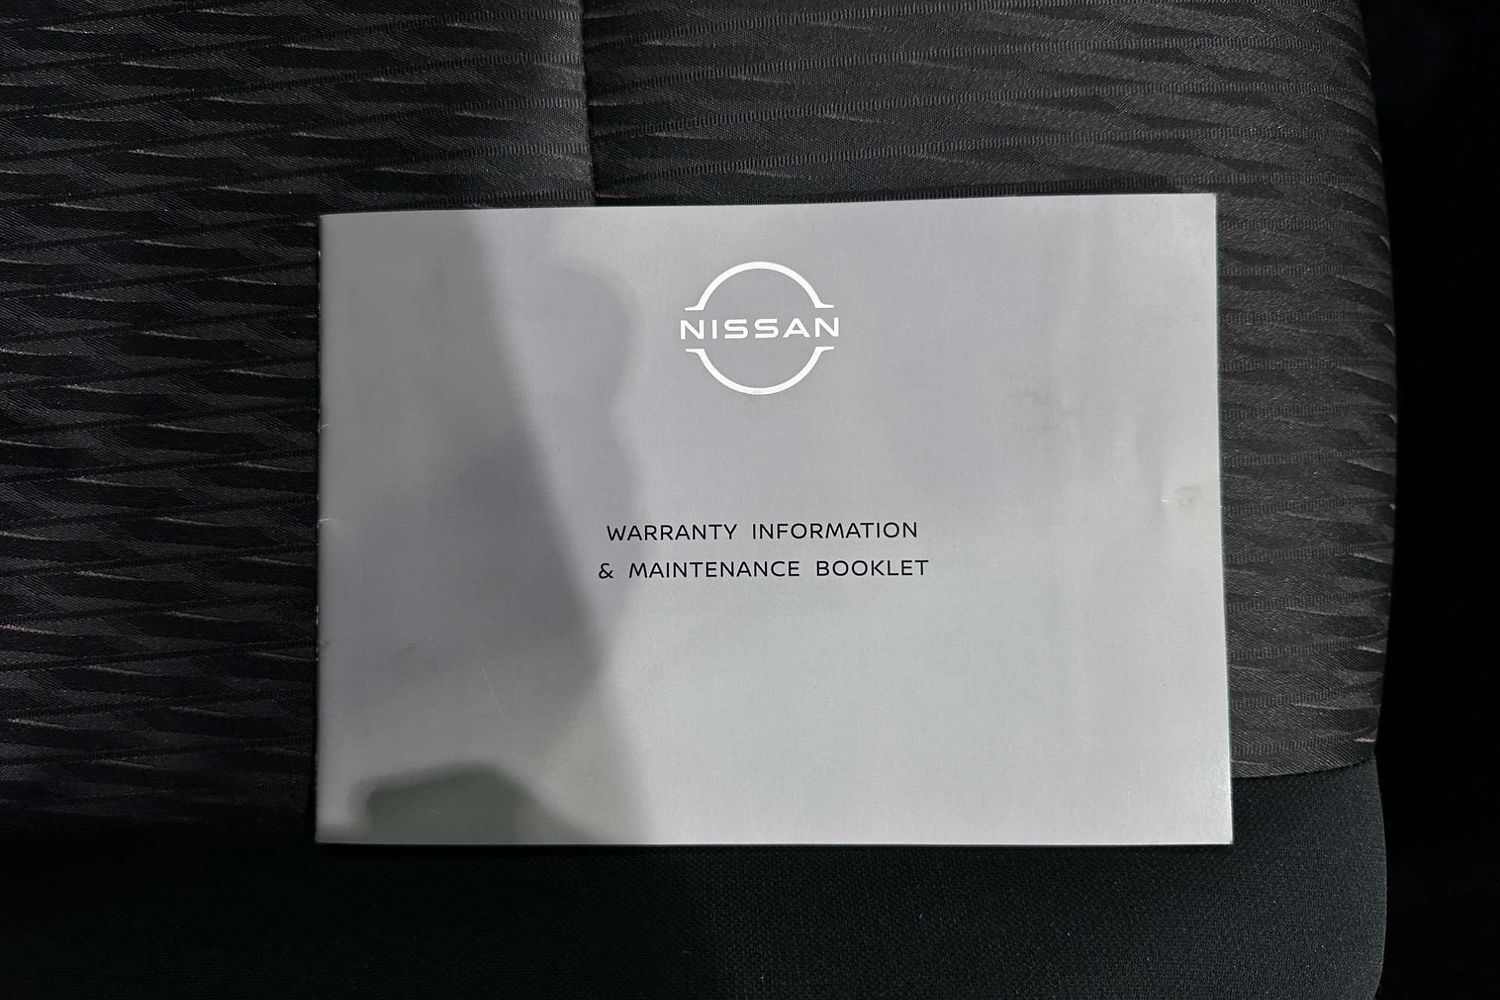 NISSAN
WARRANTY INFORMATION
& MAINTENANCE BOOKLET